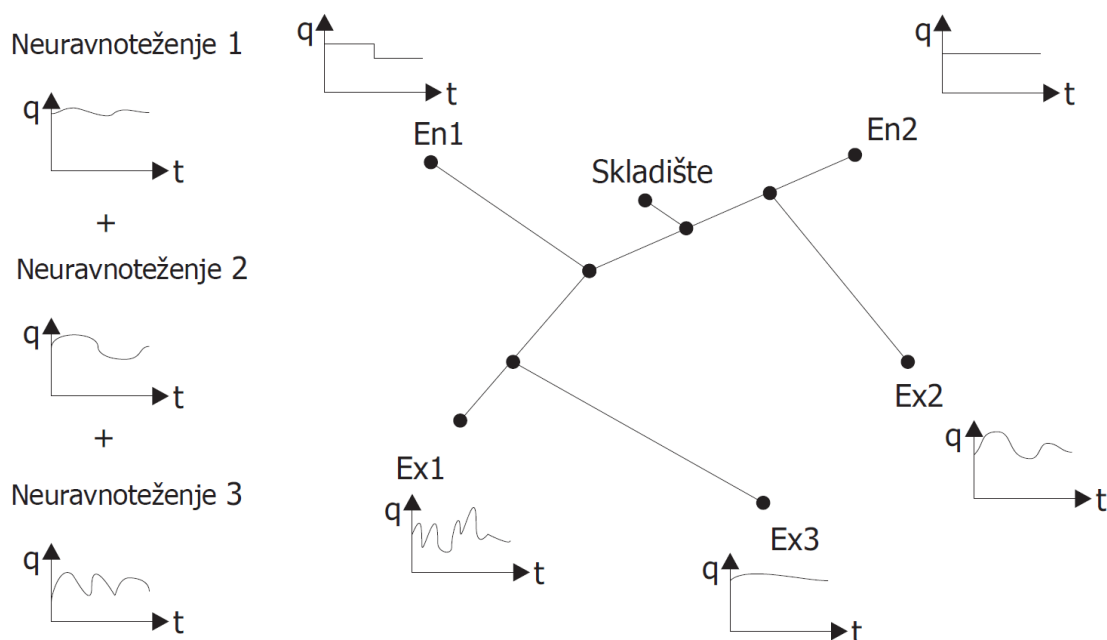 Neuravnoteženje 1
q
t
+
Neuravnoteženje 2
q
t
+
Neuravnoteženje 3
q
t
q
t
En1
Skladište
q
t
En2
Ex1
q
t
Ex3
q
t
Ex2
q
t